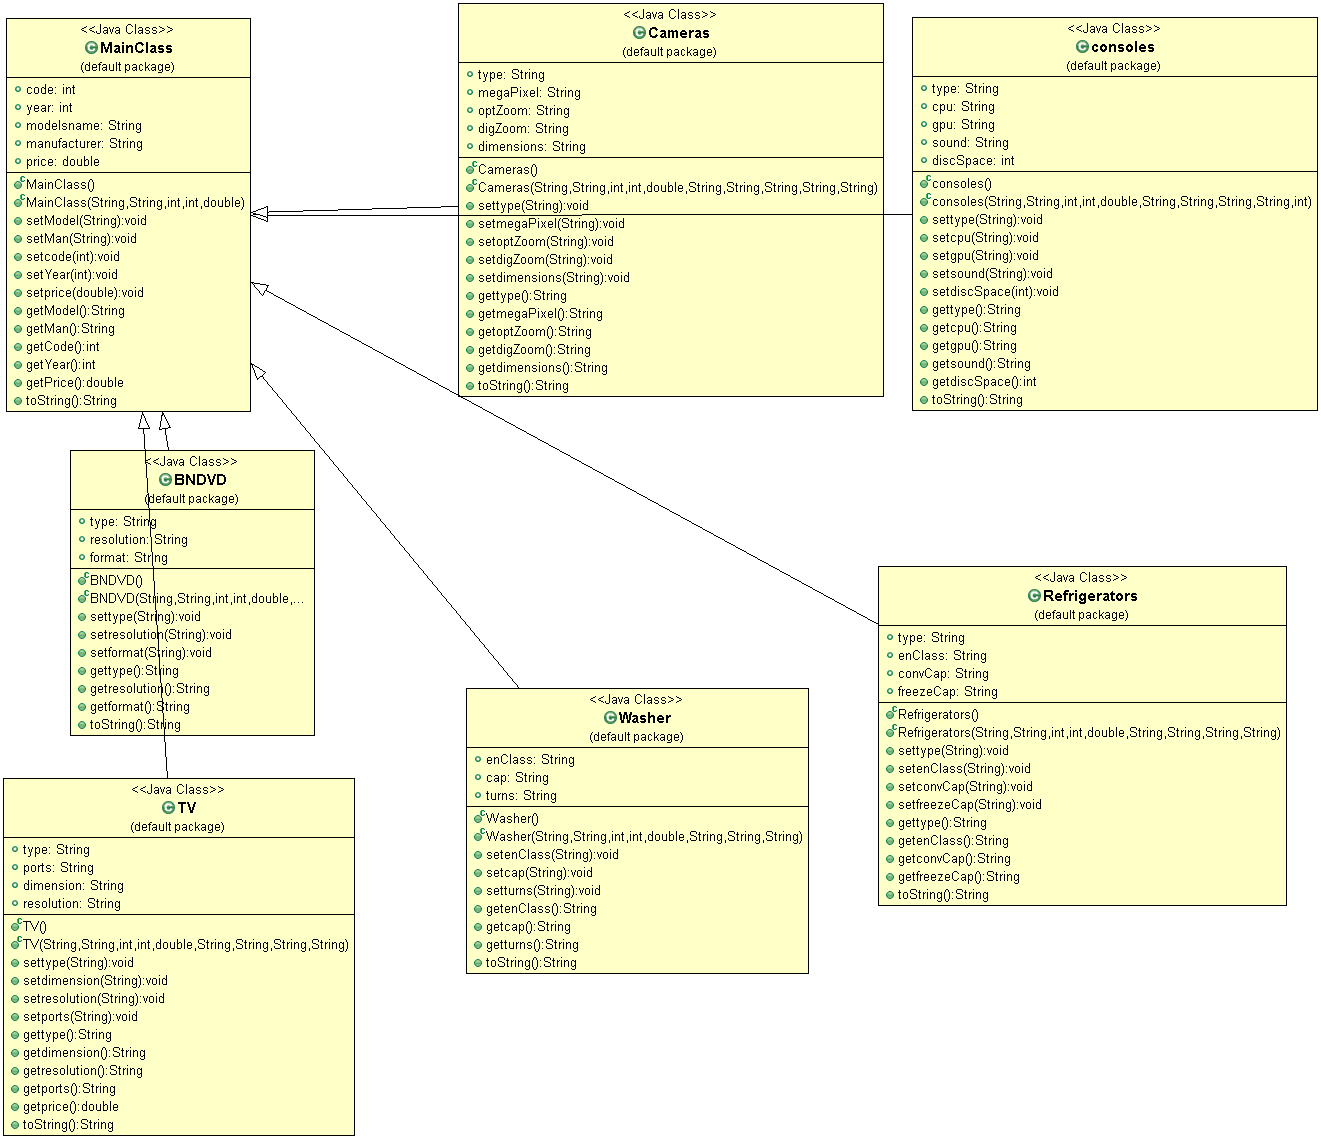 <<Java Class>>
MainClass
(default package)
code: int
year: int
modelsname: String
manufacturer: String
price: double
MainClass()
MainClass(String,String,int,int,double)
setModel(String):void
setMan(String):void
setcode(int):void
setYear(int):void
setprice(double):void
getModel():String
getMan():String
getCode():int
getYear():int
getPrice():double
toString():String
<<Java Class>>
Cameras
(default package)
type: String
megaPixel: String
optZoom: String
digZoom: String
dimensions: String
Cameras()
Cameras(String,String,int,int,double,String,String,String,String,String)
settype(String):void
setmegaPixel(String):void
setoptZoom(String):void
setdigZoom(String):void
setdimensions(String):void
gettype():String
getmegaPixel():String
getoptZoom():String
getdigZoom():String
getdimensions():String
toString():String
<<Java Class>>
consoles
(default package)
type: String
cpu: String
gpu: String
sound: String
discSpace: int
consoles()
consoles(String,String,int,int,double,String,String,String,String,int)
settype(String):void
setcpu(String):void
setgpu(String):void
setsound(String):void
setdiscSpace(int):void
gettype():String
getcpu():String
getgpu():String
getsound():String
getdiscSpace():int
toString():String
<<Java Class>>
BNDVD
(default package)
type: String
resolution: String
format: String
BNDVD()
BNDVD(String,String,int,int,double,...
settype(String):void
setresolution(String):void
setformat(String):void
gettype():String
getresolution():String
getformat():String
toString():String
<<Java Class>>
Refrigerators
(default package)
type: String
enClass: String
convCap: String
freezeCap: String
Refrigerators()
Refrigerators(String,String,int,int,double,String,String,String,String)
settype(String):void
setenClass(String):void
setconvCap(String):void
setfreezeCap(String):void
gettype():String
getenClass():String
getconvCap():String
getfreezeCap():String
toString():String
<<Java Class>>
Washer
(default package)
enClass: String
cap: String
turns: String
Washer()
Washer(String,String,int,int,double,String,String,String)
setenClass(String):void
setcap(String):void
setturns(String):void
getenClass():String
getcap():String
getturns():String
toString():String
<<Java Class>>
TV
(default package)
type: String
ports: String
dimension: String
resolution: String
TV()
TV(String,String,int,int,double,String,String,String,String)
settype(String):void
setdimension(String):void
setresolution(String):void
setports(String):void
gettype():String
getdimension():String
getresolution():String
getports():String
getprice():double
toString():String